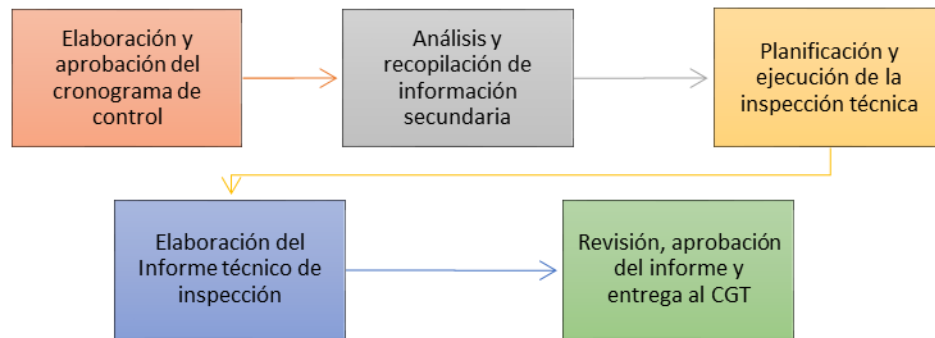 Elaboración y
aprobación del
cronograma de
control
Análisis y
recopilación de
información
secundaria
Planificación y
ejecución de la
inspección técnica
Elaboración del
Informe técnico de
inspección
Revisión, aprobación
del informe y
entrega al CGT